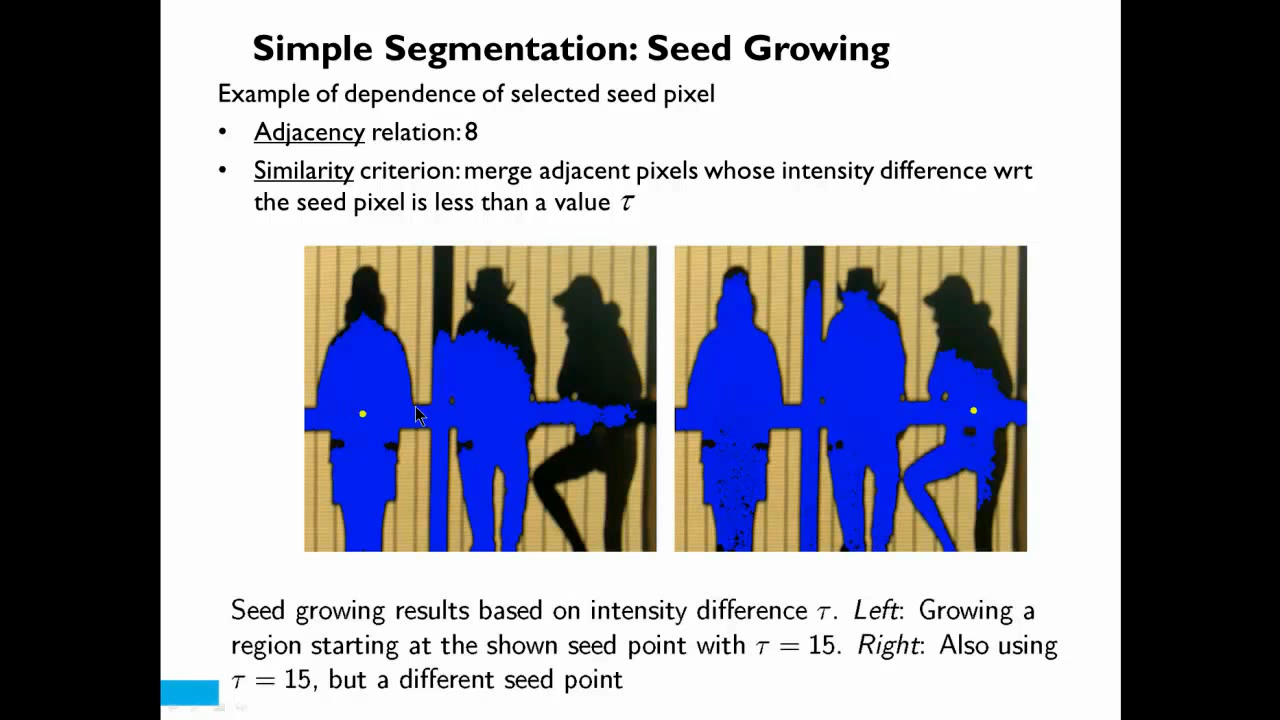 Simple Segmentation: Seed Growing
Example of dependence of selected seed pixel
• Adjacency relation: 8
• Similarity criterion: merge adjacent pixels whose intensity difference wrt
the seed pixel is less than a value τ
Seed growing results based on intensity difference τ. Left: Growing a
region starting at the shown seed point with τ = 15. Right: Also using
τ = 15, but a different seed point